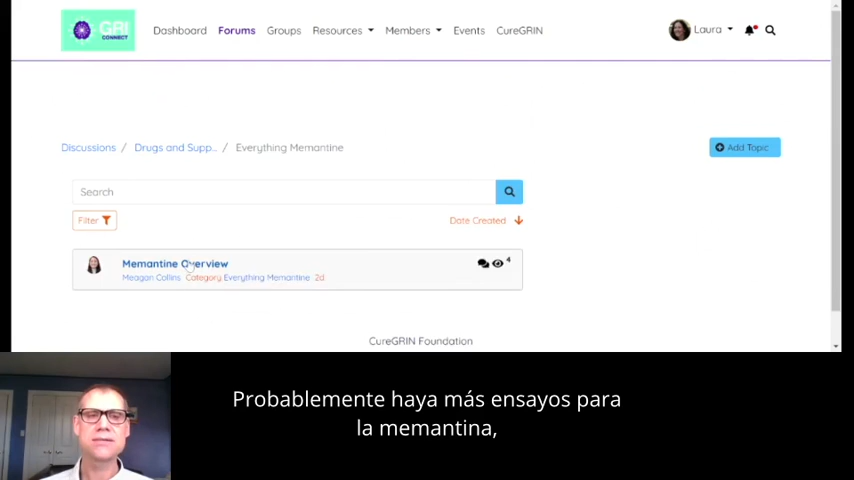 GRI
CONNECT
Dashboard Forums Groups Resources Members Events CureGRIN Laura
Discussions / Drugs and Supp... / Everything Memantine
Add Topic
Search
Filter
Date Created
Memantine Overview
4
Meagan Collins Category Everything Memantine 2d
CureGRIN Foundation
Probablemente haya más ensayos para
la memantina,